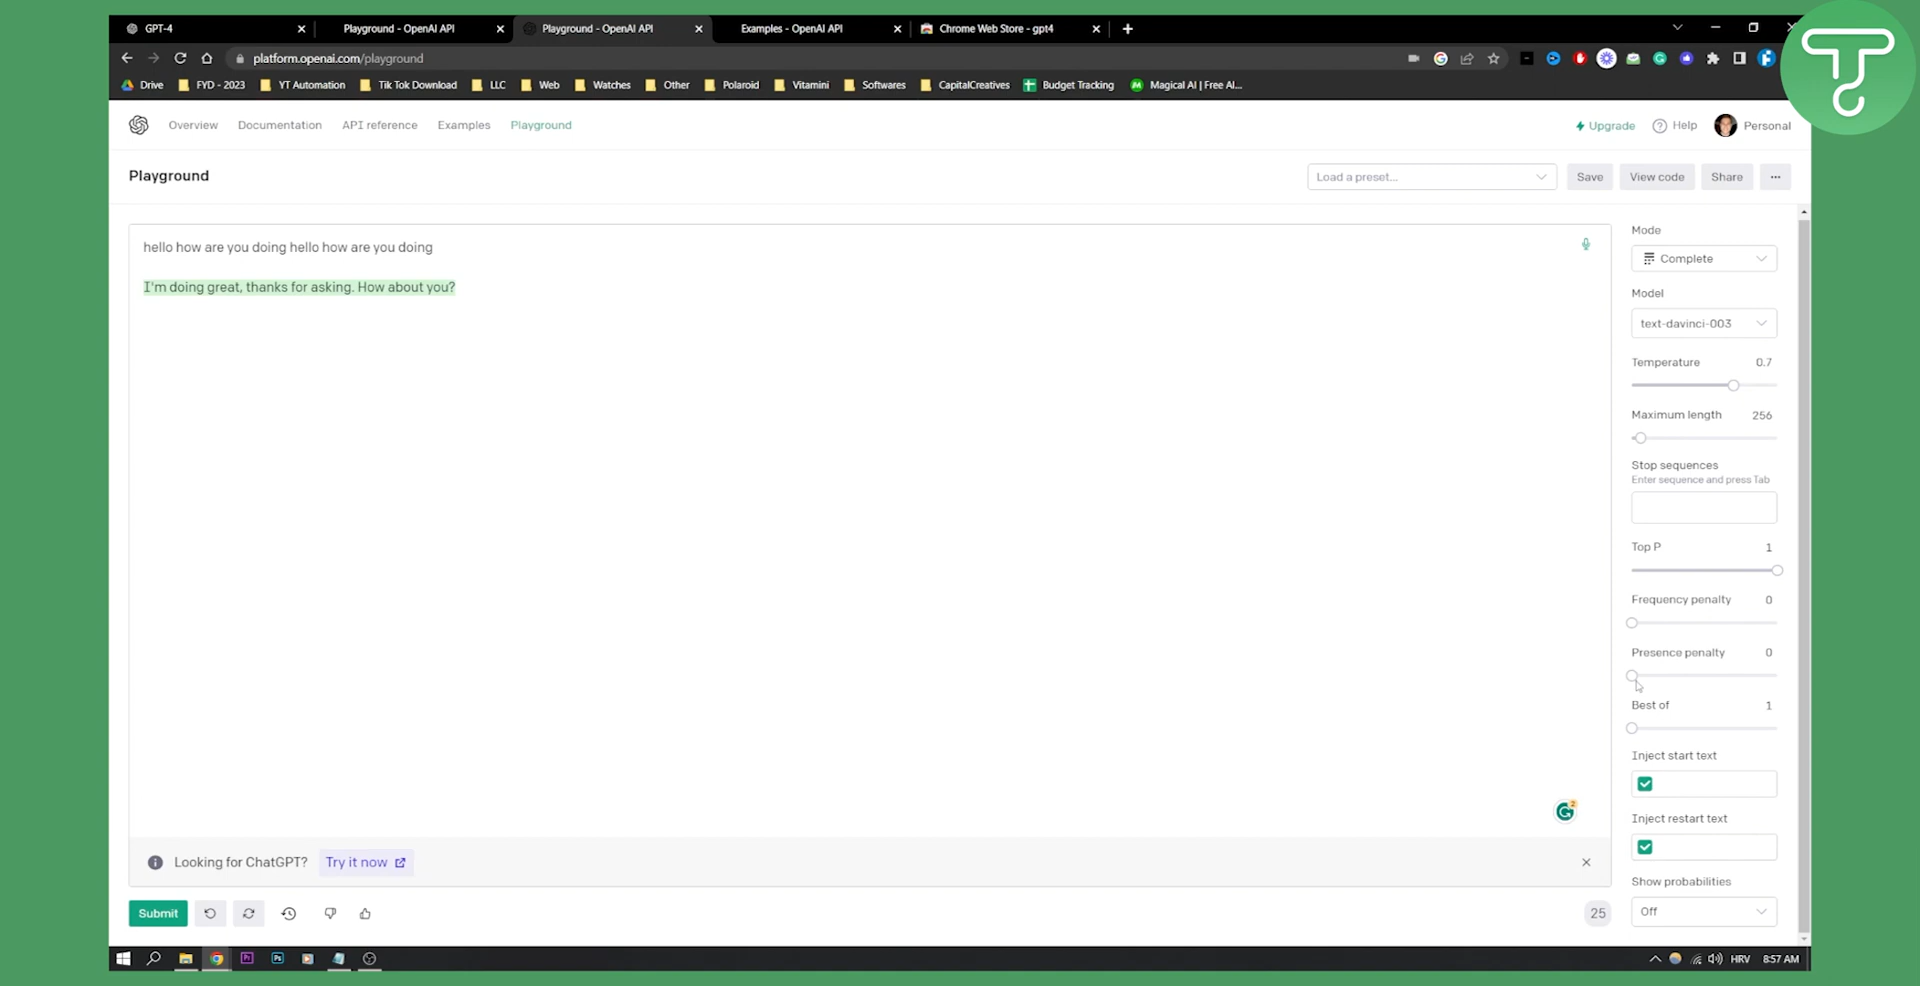 GPT-4
Playground - OpenAI API
Playground - OpenAI API
Examples - OpenAI API
Chrome Web Store - gpt4
platform.openai.com/playground
Drive
FYD - 2023
YT Automation
Tik Tok Download
LLC
Web
Watches
Other
Polaroid
Vitamini
Softwares
CapitalCreatives
Budget Tracking
Magical AI | Free AI...
Overview
Documentation
API reference
Examples
Playground
Upgrade
Help
Personal
Playground
Load a preset...
Save
View code
Share
...
hello how are you doing hello how are you doing
I'm doing great, thanks for asking. How about you?
Mode
Complete
Model
text-davinci-003
Temperature 0.7
Maximum length 256
Stop sequences
Enter sequence and press Tab
Top P 1
Frequency penalty 0
Presence penalty 0
Best of 1
Inject start text
Inject restart text
Show probabilities
Off
2
Looking for ChatGPT? Try it now
Submit
25
Pr
Ps
HRV
8:57 AM